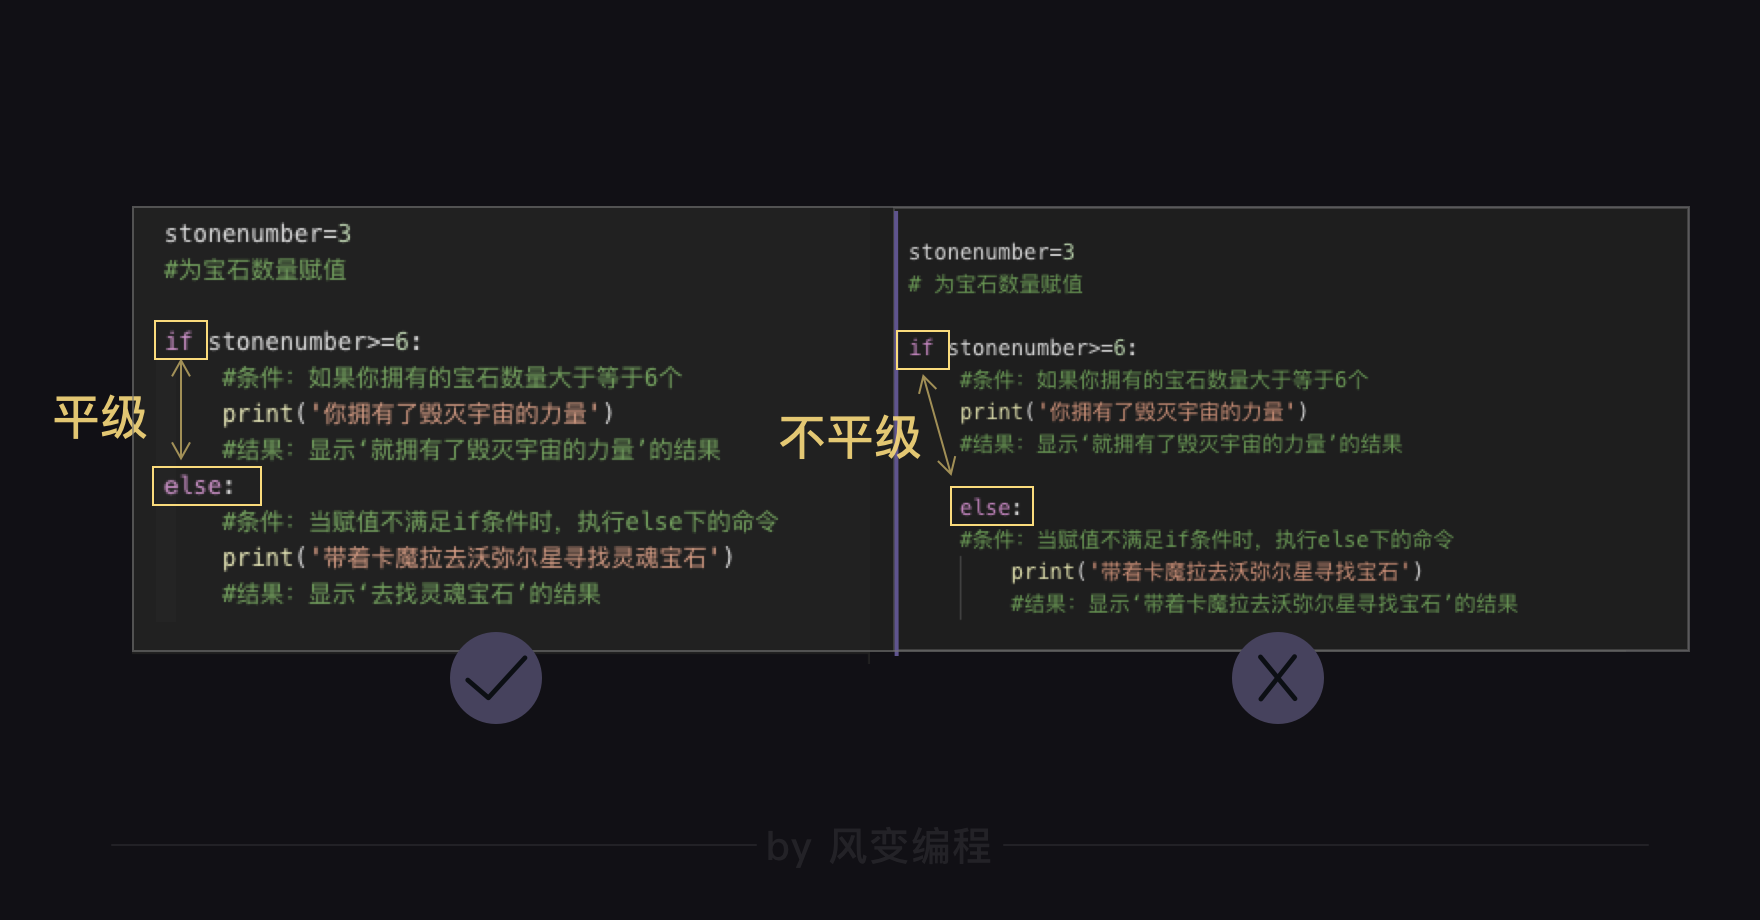 stonenumber=3
#为宝石数量赋值
if stonenumber>=6:
#条件：如果你拥有的宝石数量大于等于6个
print('你拥有了毁灭宇宙的力量')
#结果：显示‘就拥有了毁灭宇宙的力量’的结果
else:
#条件：当赋值不满足if条件时，执行else下的命令
print('带着卡魔拉去沃弥尔星寻找灵魂宝石')
#结果：显示‘去找灵魂宝石’的结果
平级
stonenumber=3
# 为宝石数量赋值
if stonenumber>=6:
#条件：如果你拥有的宝石数量大于等于6个
print('你拥有了毁灭宇宙的力量')
#结果：显示‘就拥有了毁灭宇宙的力量’的结果
else:
#条件：当赋值不满足if条件时，执行else下的命令
print('带着卡魔拉去沃弥尔星寻找宝石')
#结果：显示‘带着卡魔拉去沃弥尔星寻找宝石’的结果
不平级
by 风变编程